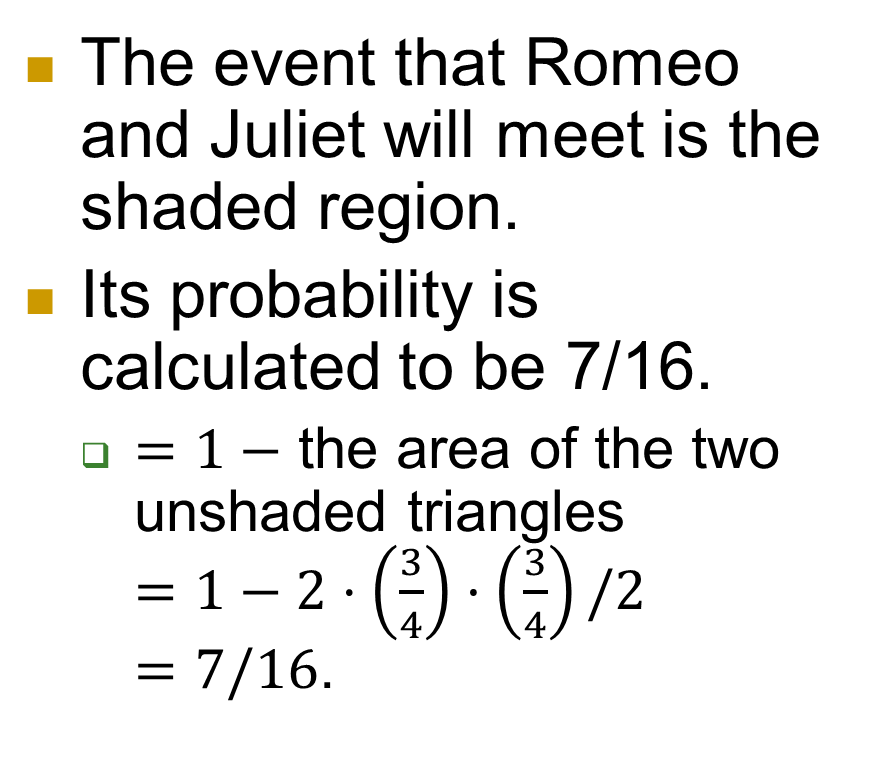 ■ The event that Romeo
and Juliet will meet is the
shaded region.
■ Its probability is
calculated to be 7/16.
❑ = 1 − the area of the two
unshaded triangles
= 1 − 2 · (3/4) · (3/4) /2
= 7/16.